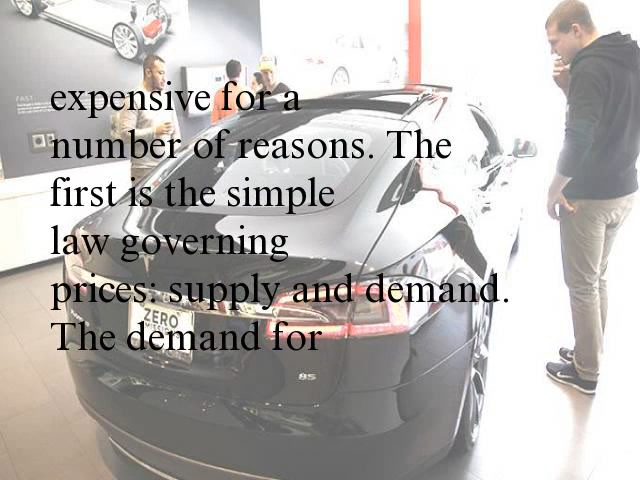 expensive for a
number of reasons. The
first is the simple
law governing
prices: supply and demand.
The demand for
FAST
ZERO
85